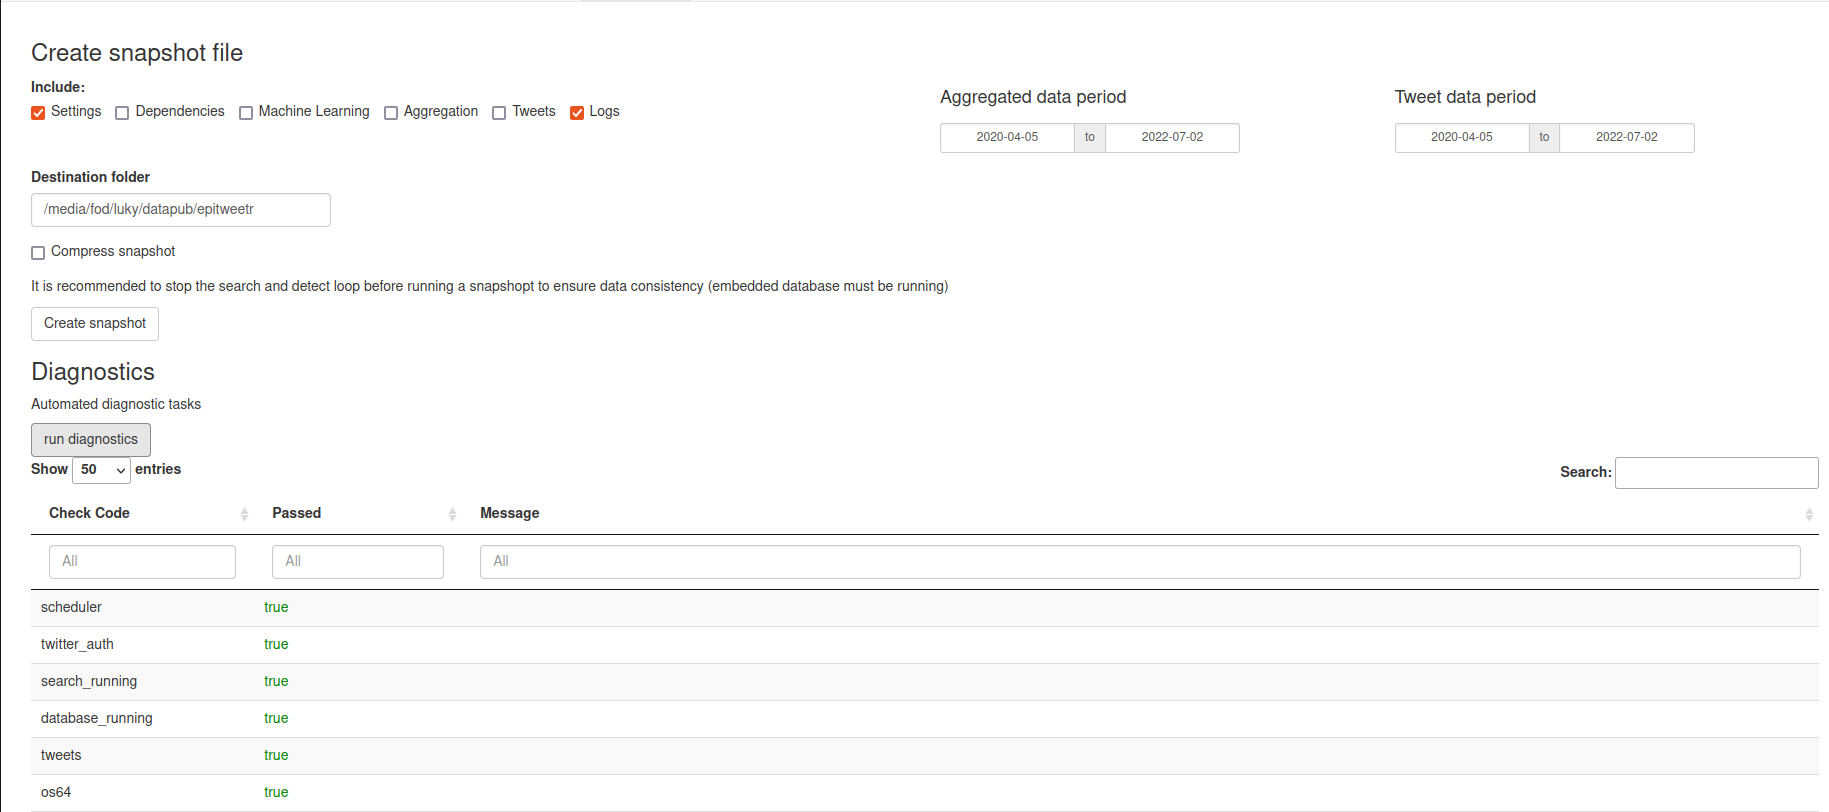 Create snapshot file
Include:
Settings Dependencies Machine Learning Aggregation Tweets Logs
Aggregated data period
2020-04-05 to 2022-07-02
Tweet data period
2020-04-05 to 2022-07-02
Destination folder
/media/fod/luky/datapub/epitweetr
Compress snapshot
It is recommended to stop the search and detect loop before running a snapshopt to ensure data consistency (embedded database must be running)
Create snapshot
Diagnostics
Automated diagnostic tasks
run diagnostics
Show 50 entries
Search:
Check Code Passed Message
All All All
scheduler true
twitter_auth true
search_running true
database_running true
tweets true
os64 true